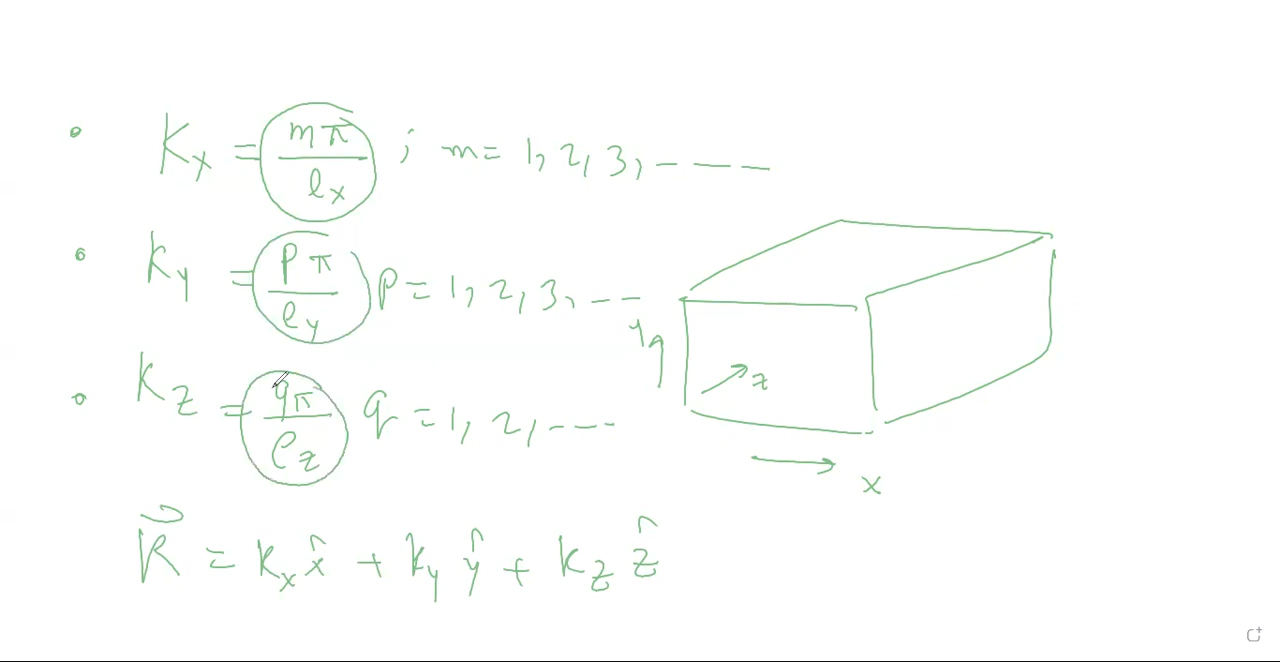 • Kx = mπ/ℓx ; m = 1, 2, 3, – – –
• Ky = pπ/ℓy p = 1, 2, 3, – –
y
z
• Kz = qπ/ℓz q = 1, 2, – – –
x
K⃗ = Kx x̂ + Ky ŷ + Kz ẑ